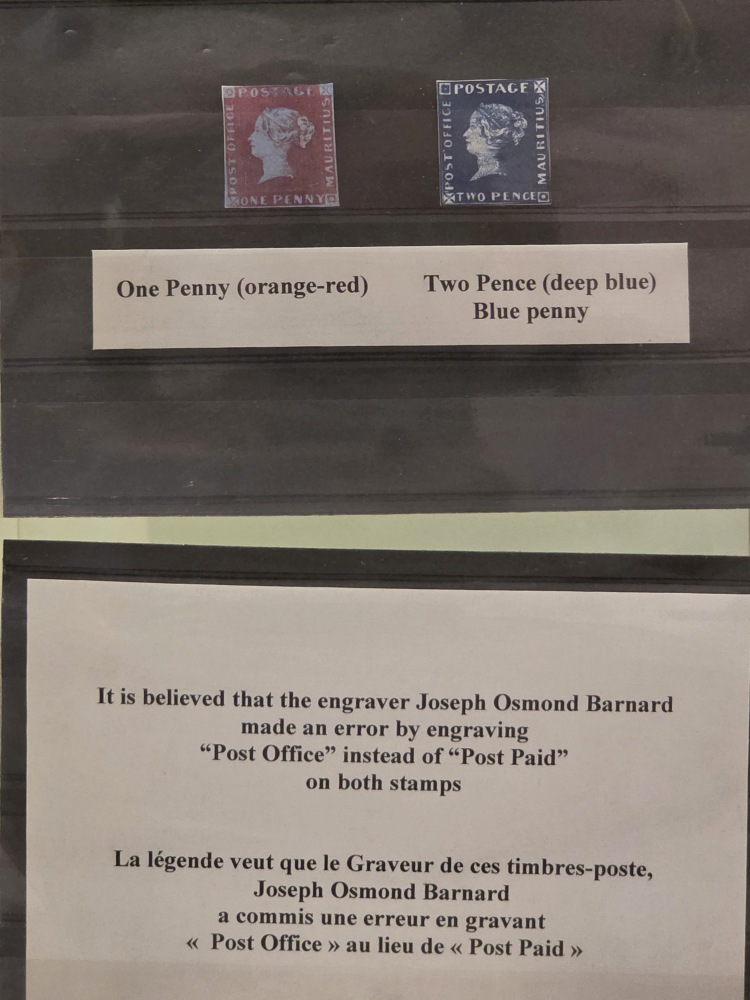 POSTAGE
POST OFFICE
MAURITIUS
ONE PENNY
POSTAGE
POST OFFICE
MAURITIUS
TWO PENCE
One Penny (orange-red)
Two Pence (deep blue)
Blue penny
It is believed that the engraver Joseph Osmond Barnard
made an error by engraving
“Post Office” instead of “Post Paid”
on both stamps
La légende veut que le Graveur de ces timbres-poste,
Joseph Osmond Barnard
a commis une erreur en gravant
« Post Office » au lieu de « Post Paid »